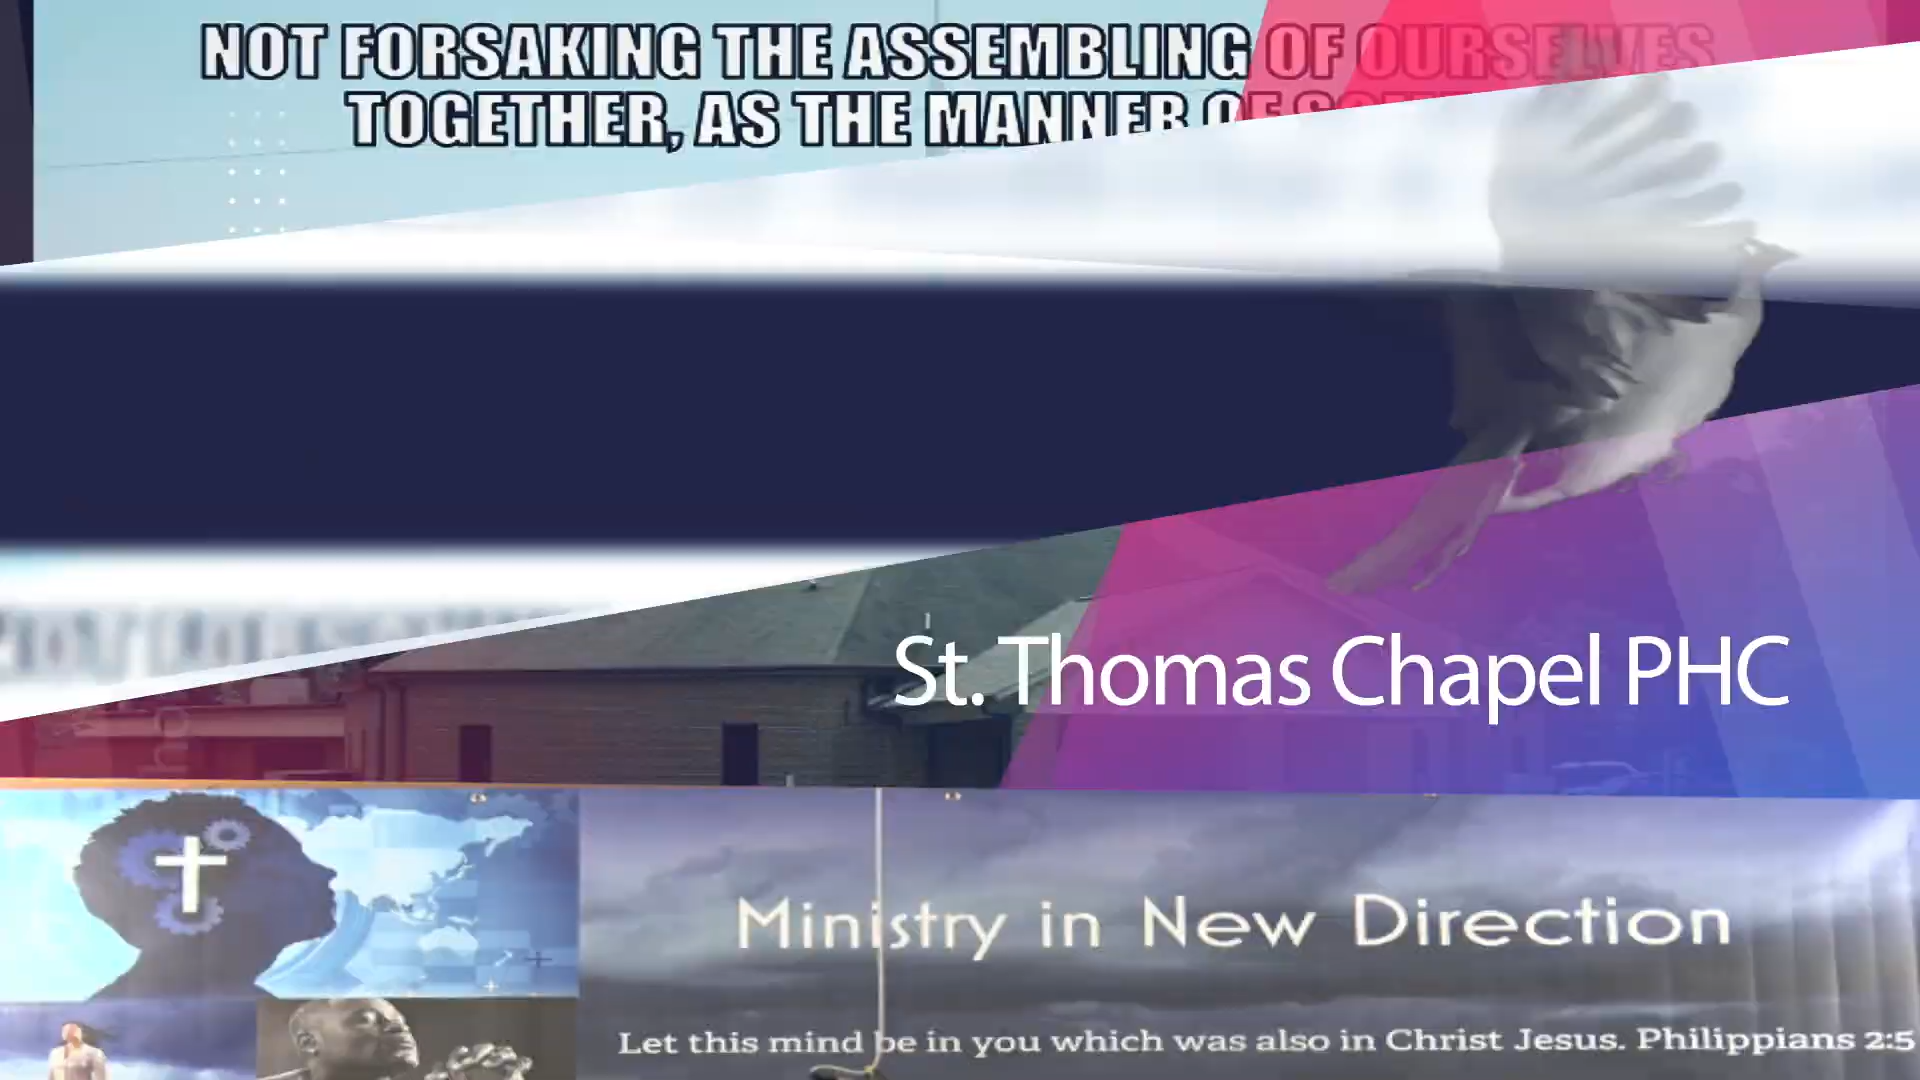 NOT FORSAKING THE ASSEMBLING OF OURSELVES
TOGETHER, AS THE MANNER OF
St. Thomas Chapel PHC
Ministry in New Direction
Let this mind be in you which was also in Christ Jesus. Philippians 2:5